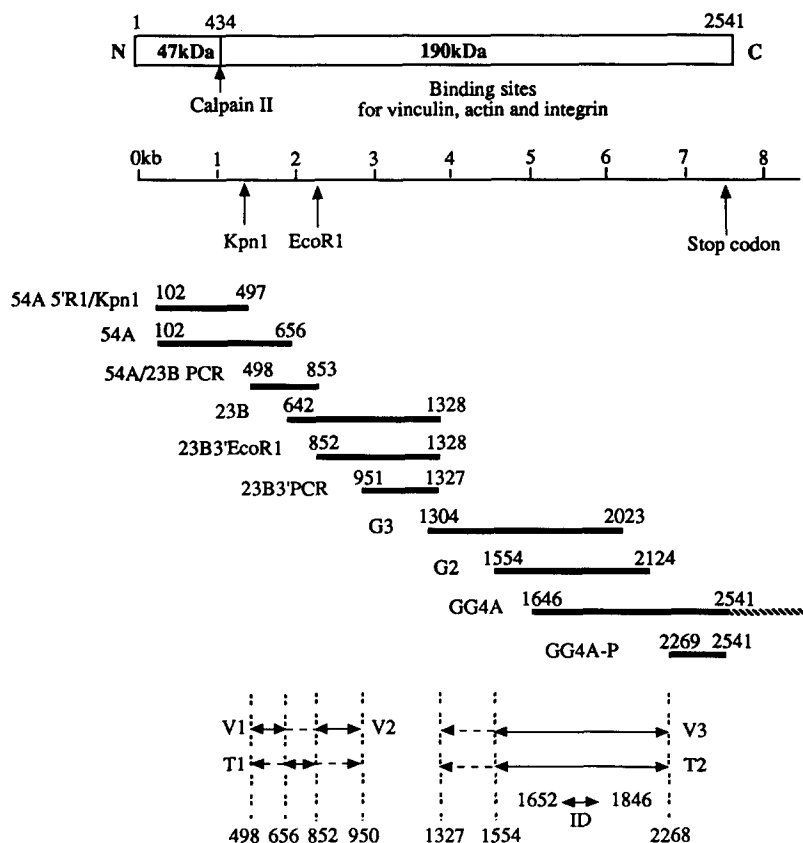 1 434 2541
N 47kDa 190kDa C
Calpain II
Binding sites
for vinculin, actin and integrin
0kb 1 2 3 4 5 6 7 8
Kpn1 EcoR1 Stop codon
54A 5'R1/Kpn1 102 497
54A 102 656
54A/23B PCR 498 853
23B 642 1328
23B3'EcoR1 852 1328
23B3'PCR 951 1327
G3 1304 2023
G2 1554 2124
GG4A 1646 2541
GG4A-P 2269 2541
V1 V2 V3
T1 T2
1652 1846
ID
498 656 852 950 1327 1554 2268